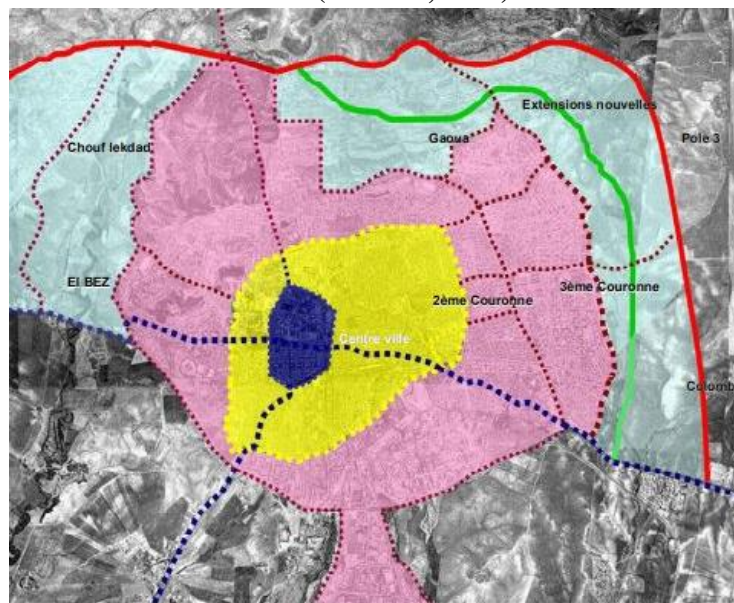 Extensions nouvelles
Chouf lekdad
Gaoua
Pole 3
El BEZ
2ème Couronne
3ème Couronne
Centre ville
Colomb